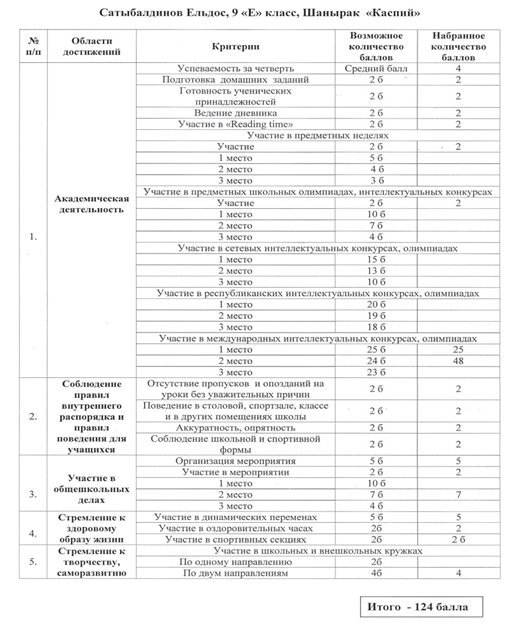 Сатыбалдинов Ельдос, 9 «Е» класс, Шанырак «Каспий»
№ п/п Области достижений Критерии Возможное количество баллов Набранное количество баллов
1. Академическая деятельность
Успеваемость за четверть Средний балл 4
Подготовка домашних заданий 2 б 2
Готовность ученических принадлежностей 2 б 2
Ведение дневника 2 б 2
Участие в «Reading time» 2 б 2
Участие в предметных неделях
Участие 2 б 2
1 место 5 б
2 место 4 б
3 место 3 б
Участие в предметных школьных олимпиадах, интеллектуальных конкурсах
Участие 2 б 2
1 место 10 б
2 место 7 б
3 место 4 б
Участие в сетевых интеллектуальных конкурсах, олимпиадах
1 место 15 б
2 место 13 б
3 место 10 б
Участие в республиканских интеллектуальных конкурсах, олимпиадах
1 место 20 б
2 место 19 б
3 место 18 б
Участие в международных интеллектуальных конкурсах, олимпиадах
1 место 25 б 25
2 место 24 б 48
3 место 23 б
2. Соблюдение правил внутреннего распорядка и правил поведения для учащихся
Отсутствие пропусков и опозданий на уроки без уважительных причин 2 б 2
Поведение в столовой, спортзале, классе и в других помещениях школы 2 б 2
Аккуратность, опрятность 2 б 2
Соблюдение школьной и спортивной формы 2 б 2
3. Участие в общешкольных делах
Организация мероприятия 5 б 5
Участие в мероприятии 2 б 2
1 место 10 б
2 место 7 б 7
3 место 4 б
4. Стремление к здоровому образу жизни
Участие в динамических переменах 5 б 5
Участие в оздоровительных часах 2б 2
Участие в спортивных секциях 2б 2 б
5. Стремление к творчеству, саморазвитию
Участие в школьных и внешкольных кружках
По одному направлению 2б
По двум направлениям 4б 4
Итого - 124 балла